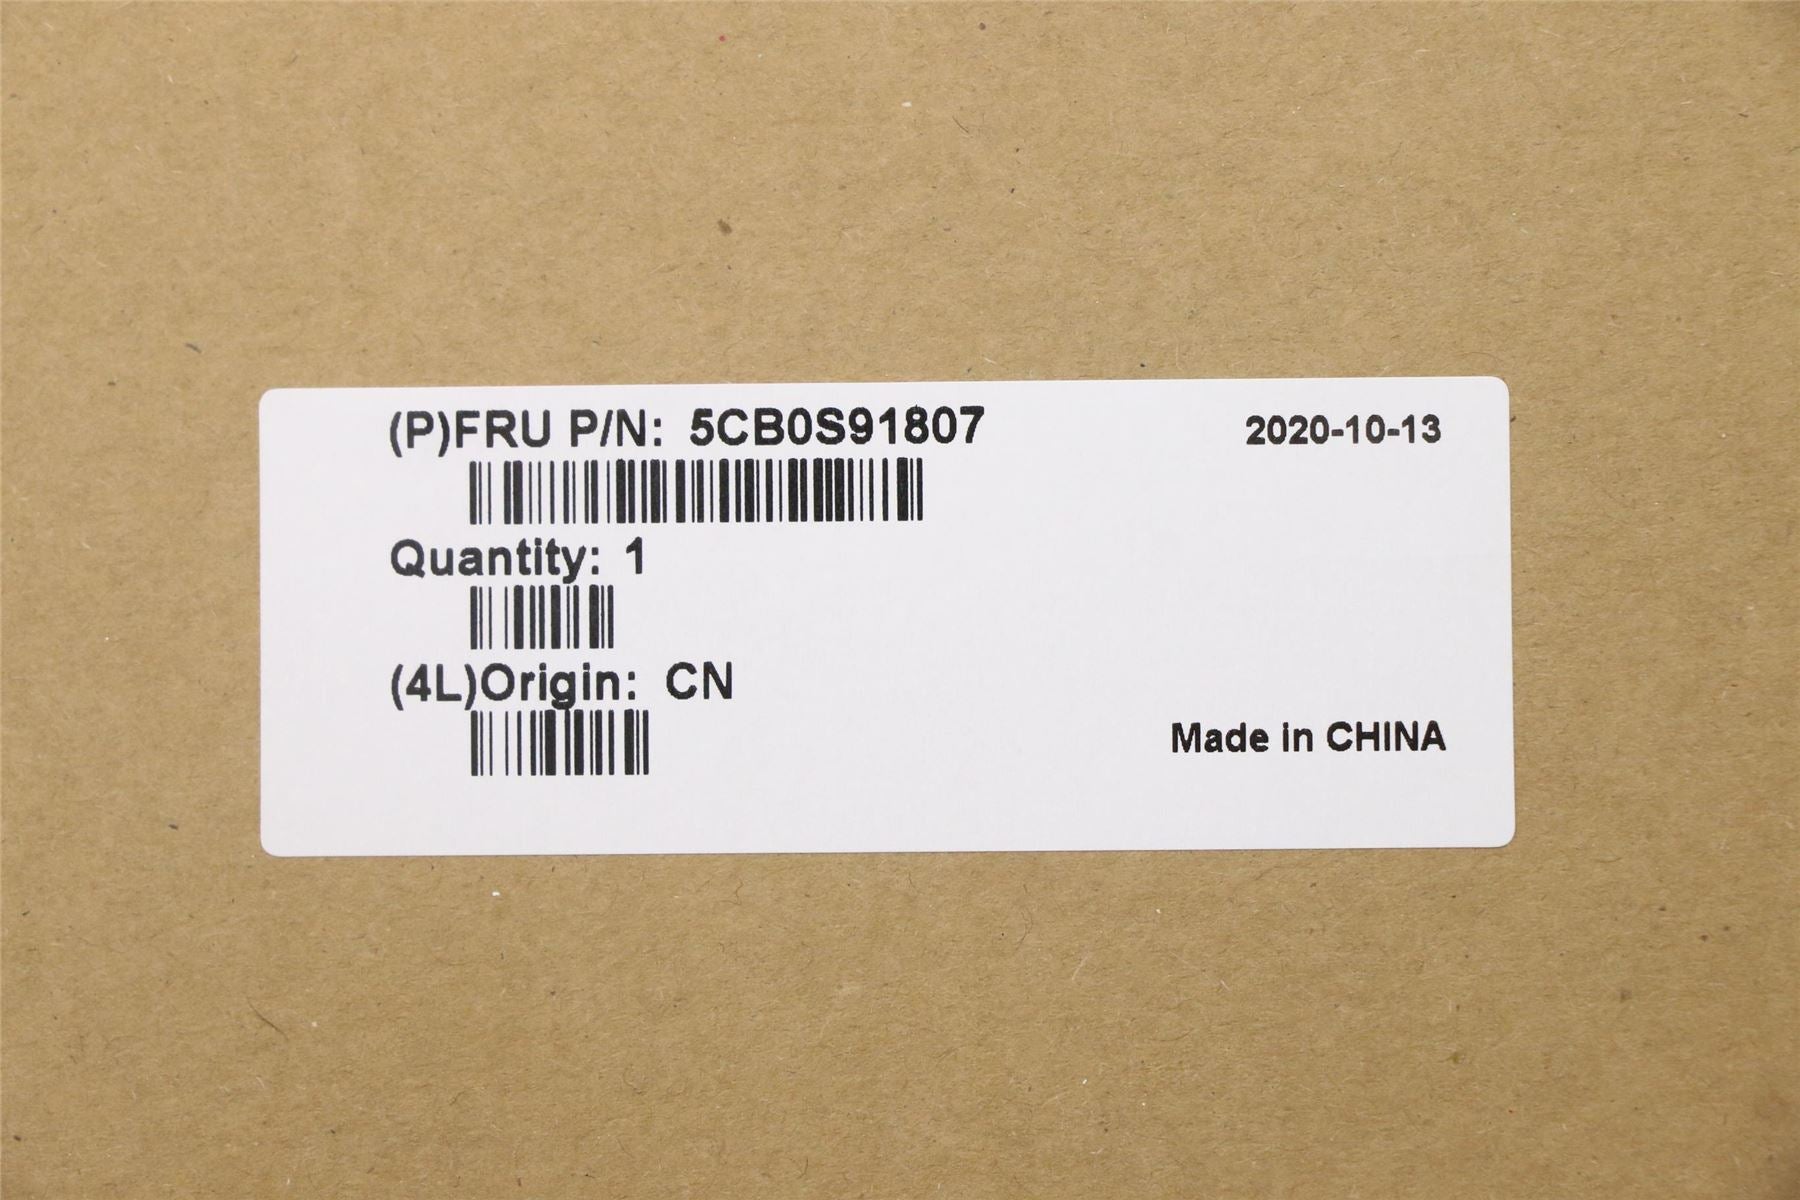 (P)FRU P/N: 5CB0S91807
2020-10-13
Quantity: 1
(4L)Origin: CN
Made in CHINA